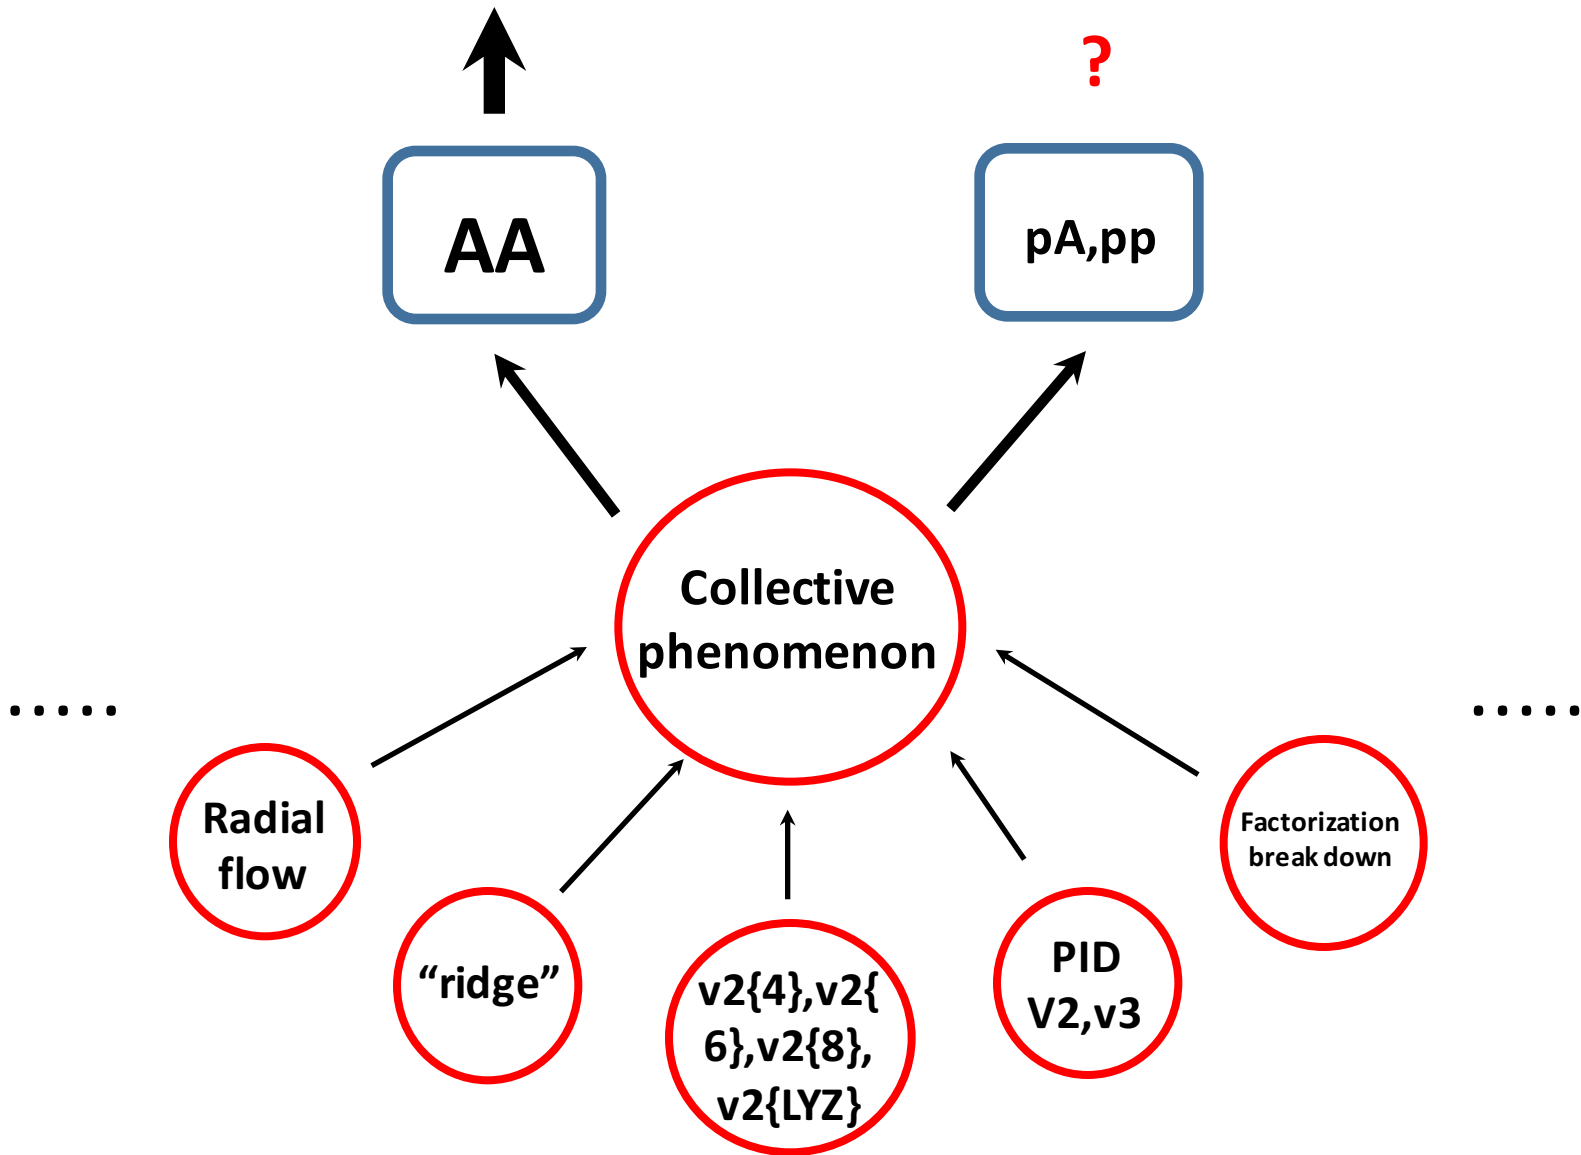 ?
AA
pA,pp
Collective
phenomenon
.....
.....
Radial
flow
Factorization
break down
“ridge”
v2{4},v2{
6},v2{8},
v2{LYZ}
PID
V2,v3